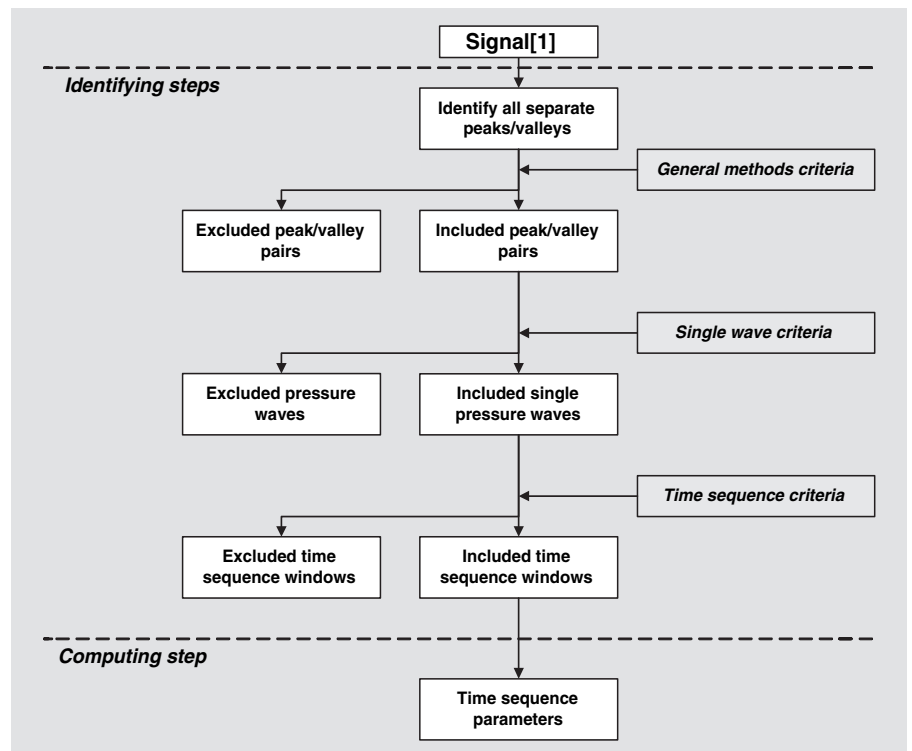 Signal[1]
Identifying steps
Identify all separate
peaks/valleys
General methods criteria
Excluded peak/valley
pairs
Included peak/valley
pairs
Single wave criteria
Excluded pressure
waves
Included single
pressure waves
Time sequence criteria
Excluded time
sequence windows
Included time
sequence windows
Computing step
Time sequence
parameters